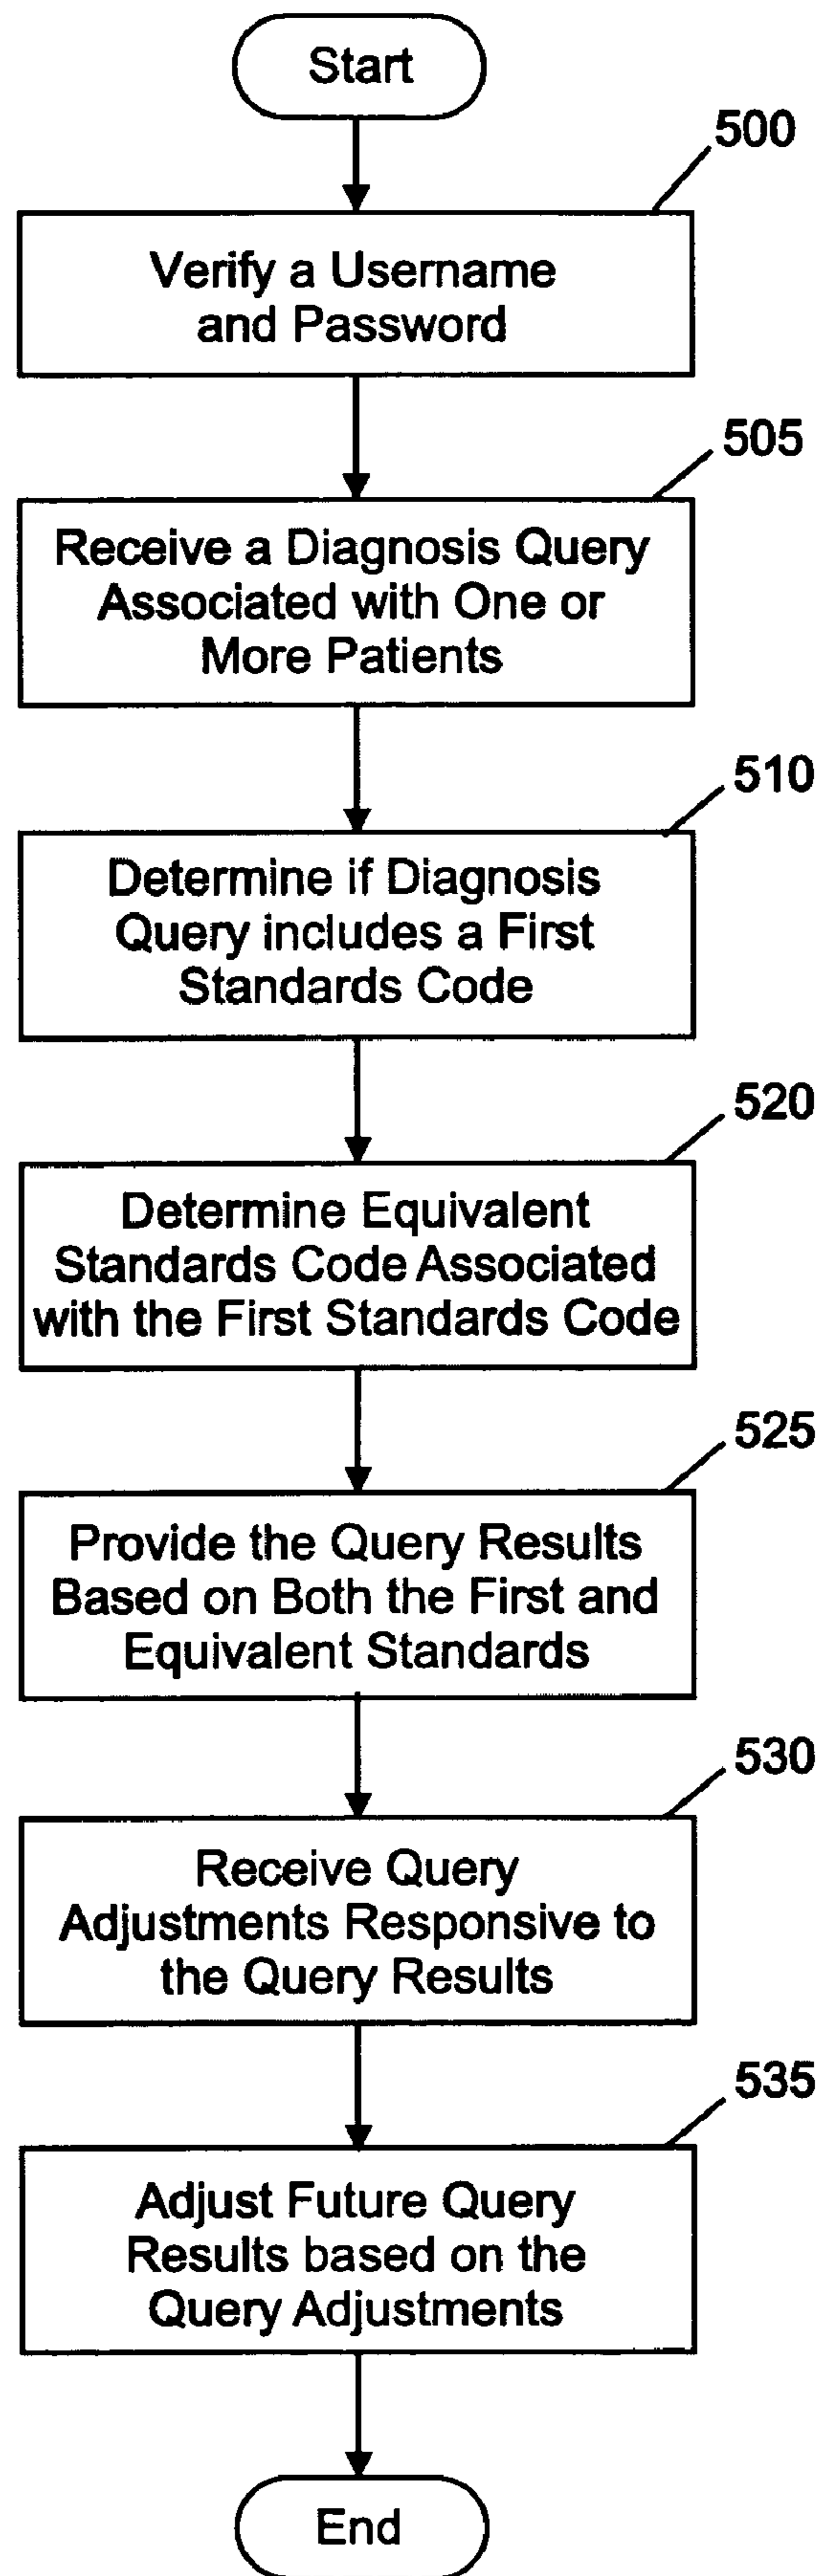 Start
500
Verify a Username
and Password
505
Receive a Diagnosis Query
Associated with One or
More Patients
510
Determine if Diagnosis
Query includes a First
Standards Code
520
Determine Equivalent
Standards Code Associated
with the First Standards Code
525
Provide the Query Results
Based on Both the First and
Equivalent Standards
530
Receive Query
Adjustments Responsive to
the Query Results
535
Adjust Future Query
Results based on the
Query Adjustments
End